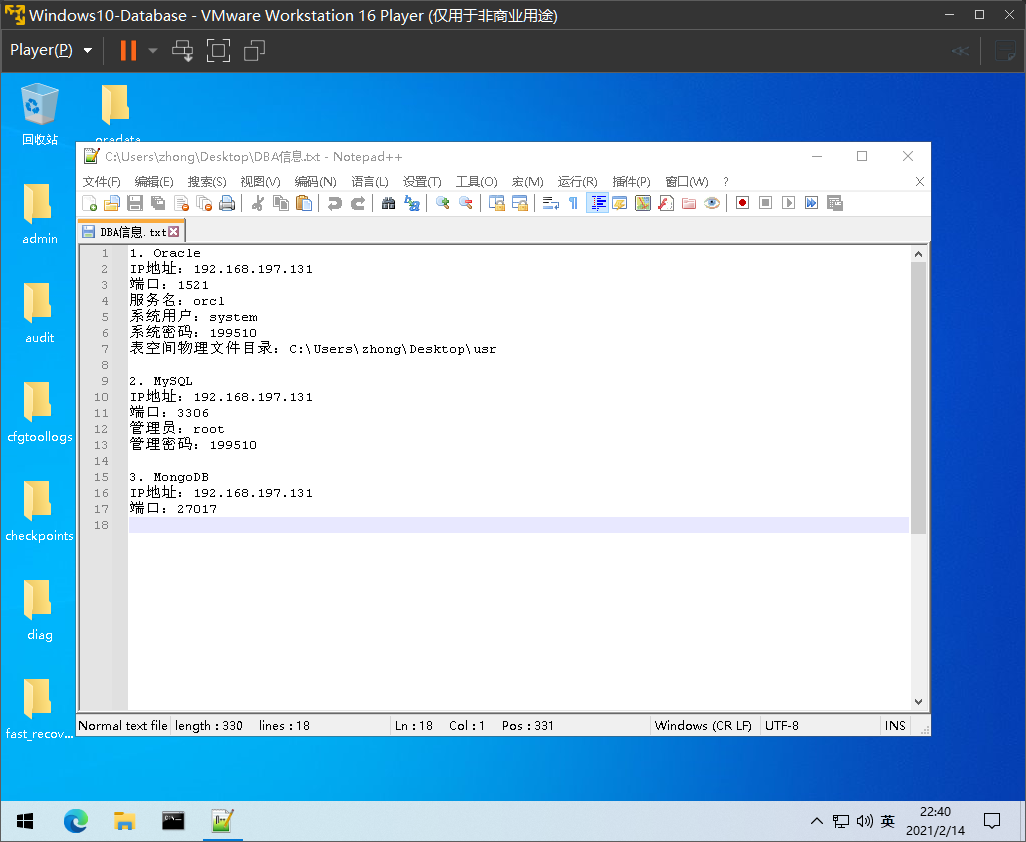 Windows10-Database - VMware Workstation 16 Player (仅用于非商业用途)
Player(P)
回收站
oradata
admin
audit
cfgtoollogs
checkpoints
diag
fast_recov...
C:\Users\zhong\Desktop\DBA信息.txt - Notepad++
文件(F) 编辑(E) 搜索(S) 视图(V) 编码(N) 语言(L) 设置(T) 工具(O) 宏(M) 运行(R) 插件(P) 窗口(W) ?
DBA信息.txt
1 1. Oracle
2 IP地址: 192.168.197.131
3 端口: 1521
4 服务名: orcl
5 系统用户: system
6 系统密码: 199510
7 表空间物理文件目录: C:\Users\zhong\Desktop\usr
8
9 2. MySQL
10 IP地址: 192.168.197.131
11 端口: 3306
12 管理员: root
13 管理密码: 199510
14
15 3. MongoDB
16 IP地址: 192.168.197.131
17 端口: 27017
18
Normal text file length : 330 lines : 18 Ln : 18 Col : 1 Pos : 331 Windows (CR LF) UTF-8 INS
英
22:40
2021/2/14